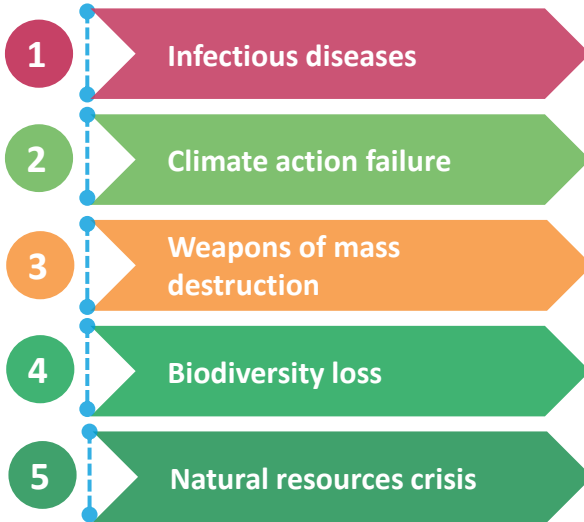 1
Infectious diseases
2
Climate action failure
3
Weapons of mass
destruction
4
Biodiversity loss
5
Natural resources crisis